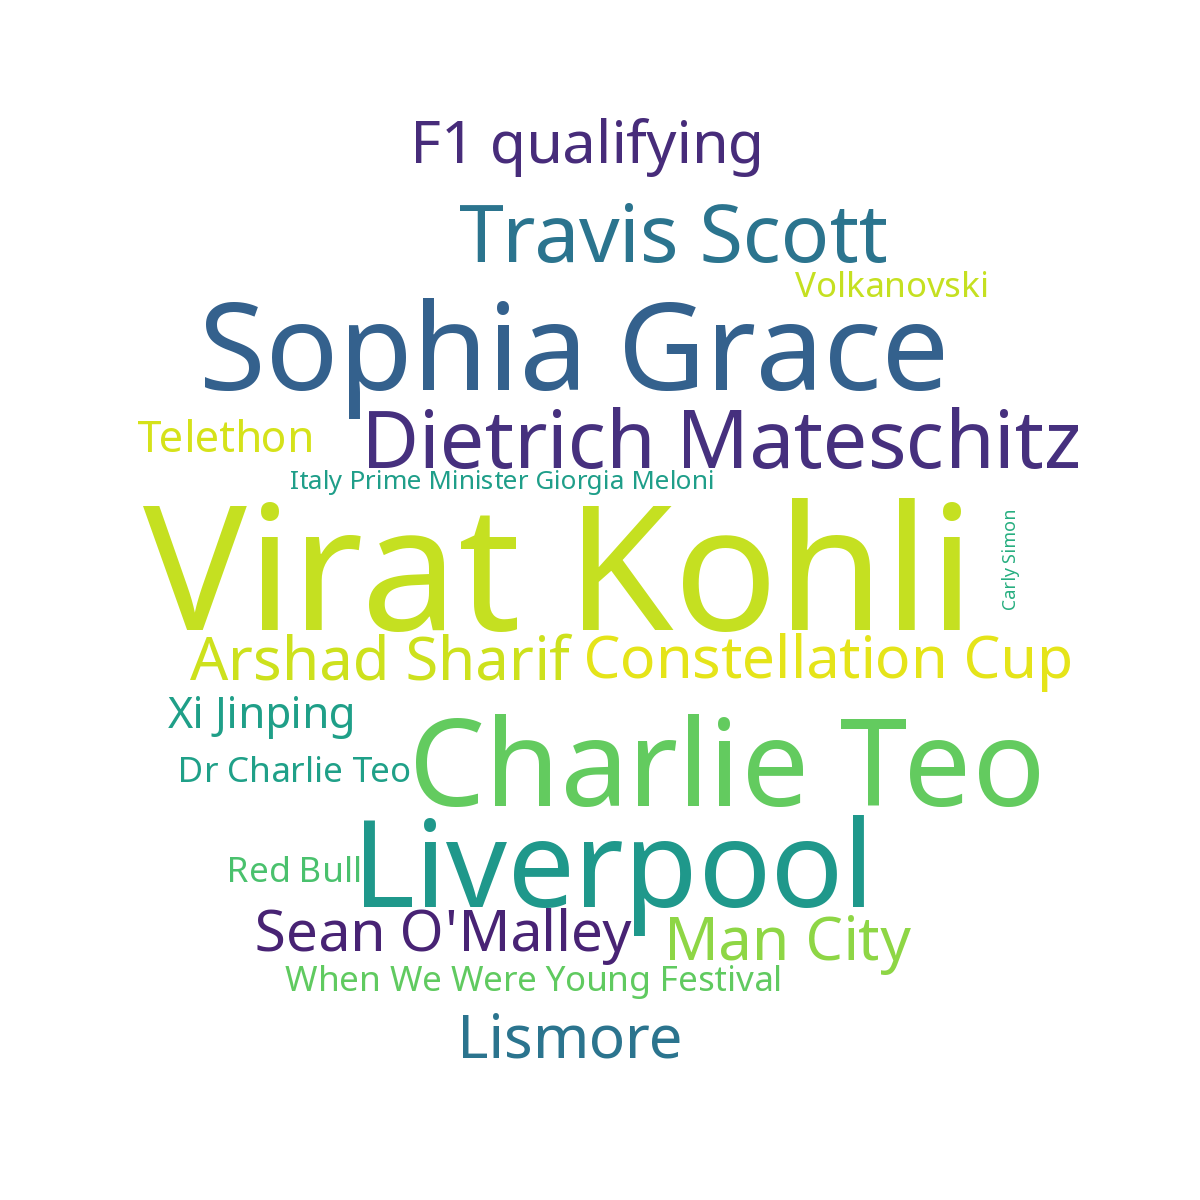 F1 qualifying
Travis Scott
Volkanovski
Sophia Grace
Telethon
Dietrich Mateschitz
Italy Prime Minister Giorgia Meloni
Virat Kohli
Carly Simon
Arshad Sharif
Constellation Cup
Xi Jinping
Dr Charlie Teo
Charlie Teo
Red Bull
Liverpool
Sean O'Malley
Man City
When We Were Young Festival
Lismore